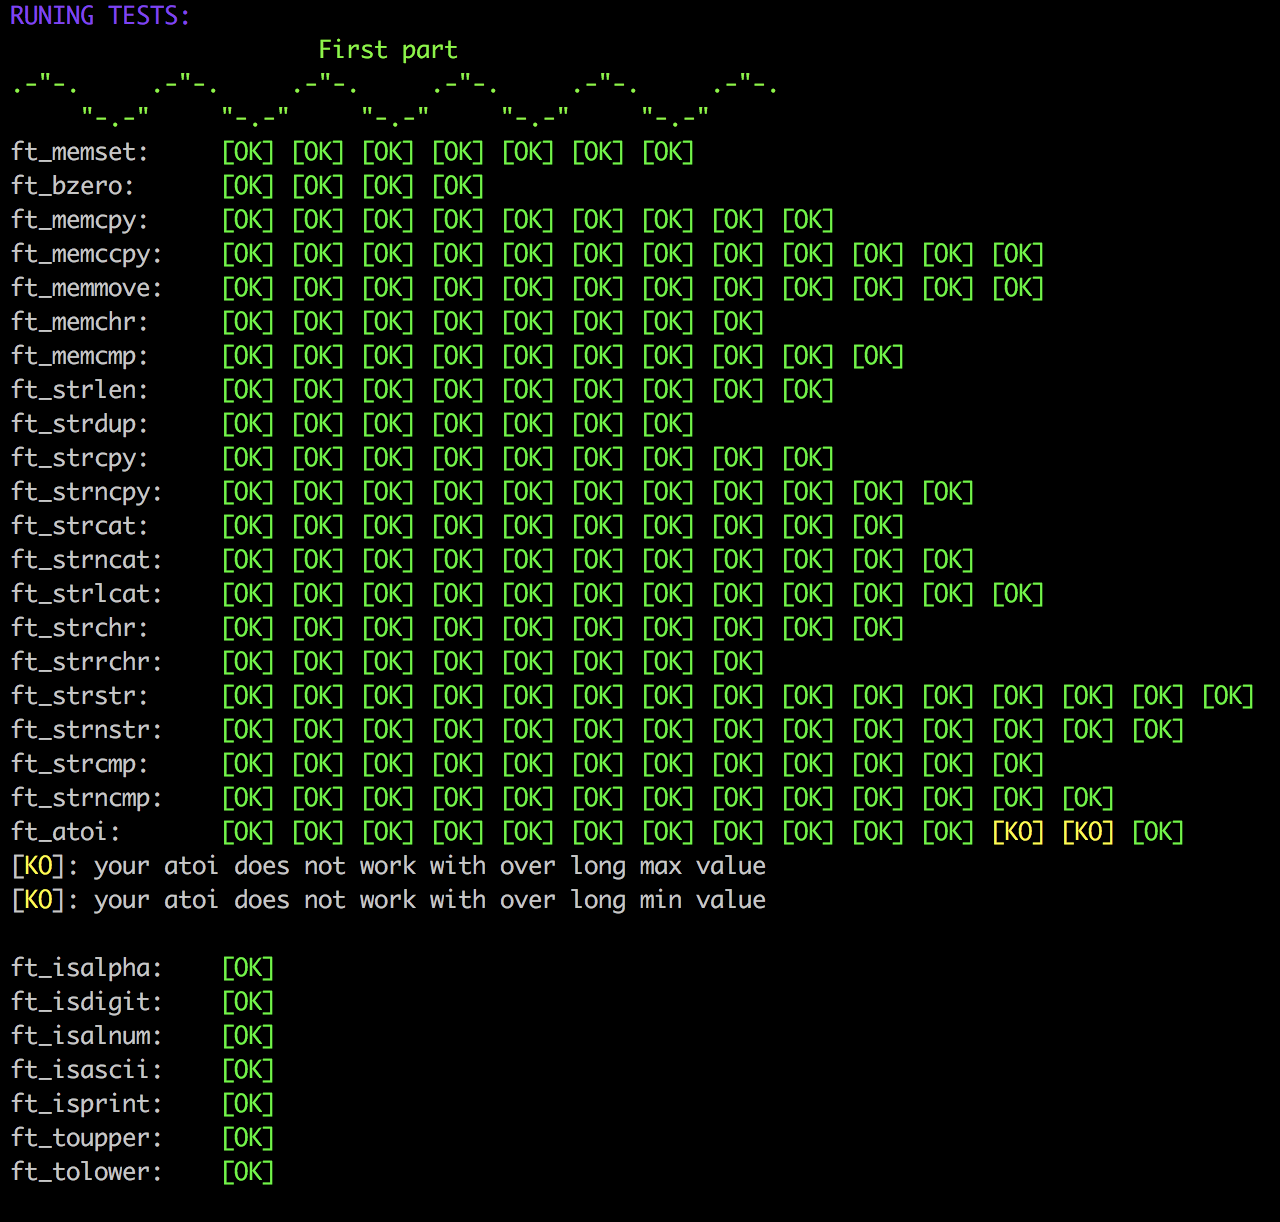 RUNING TESTS:
First part
.-"-. .-"-. .-"-. .-"-. .-"-. .-"-.
"-.-" "-.-" "-.-" "-.-" "-.-"
ft_memset: [OK] [OK] [OK] [OK] [OK] [OK] [OK]
ft_bzero: [OK] [OK] [OK] [OK]
ft_memcpy: [OK] [OK] [OK] [OK] [OK] [OK] [OK] [OK] [OK]
ft_memccpy: [OK] [OK] [OK] [OK] [OK] [OK] [OK] [OK] [OK] [OK] [OK] [OK]
ft_memmove: [OK] [OK] [OK] [OK] [OK] [OK] [OK] [OK] [OK] [OK] [OK] [OK]
ft_memchr: [OK] [OK] [OK] [OK] [OK] [OK] [OK] [OK]
ft_memcmp: [OK] [OK] [OK] [OK] [OK] [OK] [OK] [OK] [OK] [OK]
ft_strlen: [OK] [OK] [OK] [OK] [OK] [OK] [OK] [OK] [OK]
ft_strdup: [OK] [OK] [OK] [OK] [OK] [OK] [OK]
ft_strcpy: [OK] [OK] [OK] [OK] [OK] [OK] [OK] [OK] [OK]
ft_strncpy: [OK] [OK] [OK] [OK] [OK] [OK] [OK] [OK] [OK] [OK] [OK]
ft_strcat: [OK] [OK] [OK] [OK] [OK] [OK] [OK] [OK] [OK] [OK]
ft_strncat: [OK] [OK] [OK] [OK] [OK] [OK] [OK] [OK] [OK] [OK] [OK]
ft_strlcat: [OK] [OK] [OK] [OK] [OK] [OK] [OK] [OK] [OK] [OK] [OK] [OK]
ft_strchr: [OK] [OK] [OK] [OK] [OK] [OK] [OK] [OK] [OK] [OK]
ft_strrchr: [OK] [OK] [OK] [OK] [OK] [OK] [OK] [OK]
ft_strstr: [OK] [OK] [OK] [OK] [OK] [OK] [OK] [OK] [OK] [OK] [OK] [OK] [OK] [OK] [OK]
ft_strnstr: [OK] [OK] [OK] [OK] [OK] [OK] [OK] [OK] [OK] [OK] [OK] [OK] [OK] [OK]
ft_strcmp: [OK] [OK] [OK] [OK] [OK] [OK] [OK] [OK] [OK] [OK] [OK] [OK]
ft_strncmp: [OK] [OK] [OK] [OK] [OK] [OK] [OK] [OK] [OK] [OK] [OK] [OK] [OK]
ft_atoi: [OK] [OK] [OK] [OK] [OK] [OK] [OK] [OK] [OK] [OK] [OK] [KO] [KO] [OK]
[KO]: your atoi does not work with over long max value
[KO]: your atoi does not work with over long min value
ft_isalpha: [OK]
ft_isdigit: [OK]
ft_isalnum: [OK]
ft_isascii: [OK]
ft_isprint: [OK]
ft_toupper: [OK]
ft_tolower: [OK]